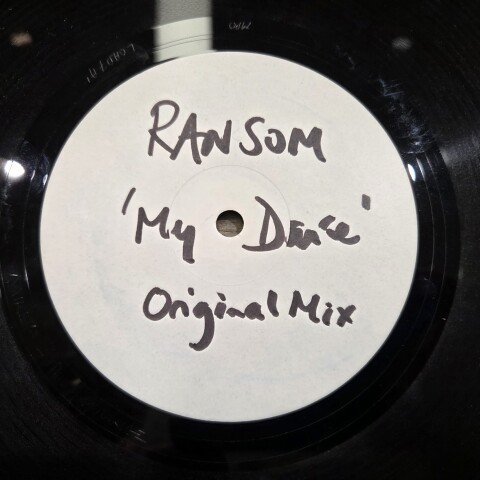 RANSOM
'My Dance'
Original Mix